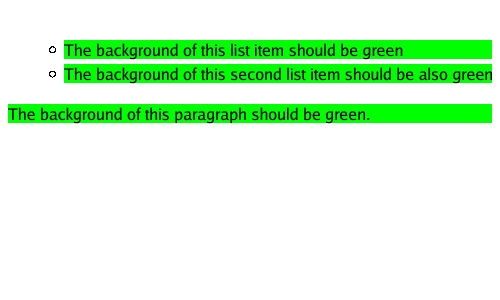 The background of this list item should be green
The background of this second list item should be also green
The background of this paragraph should be green.